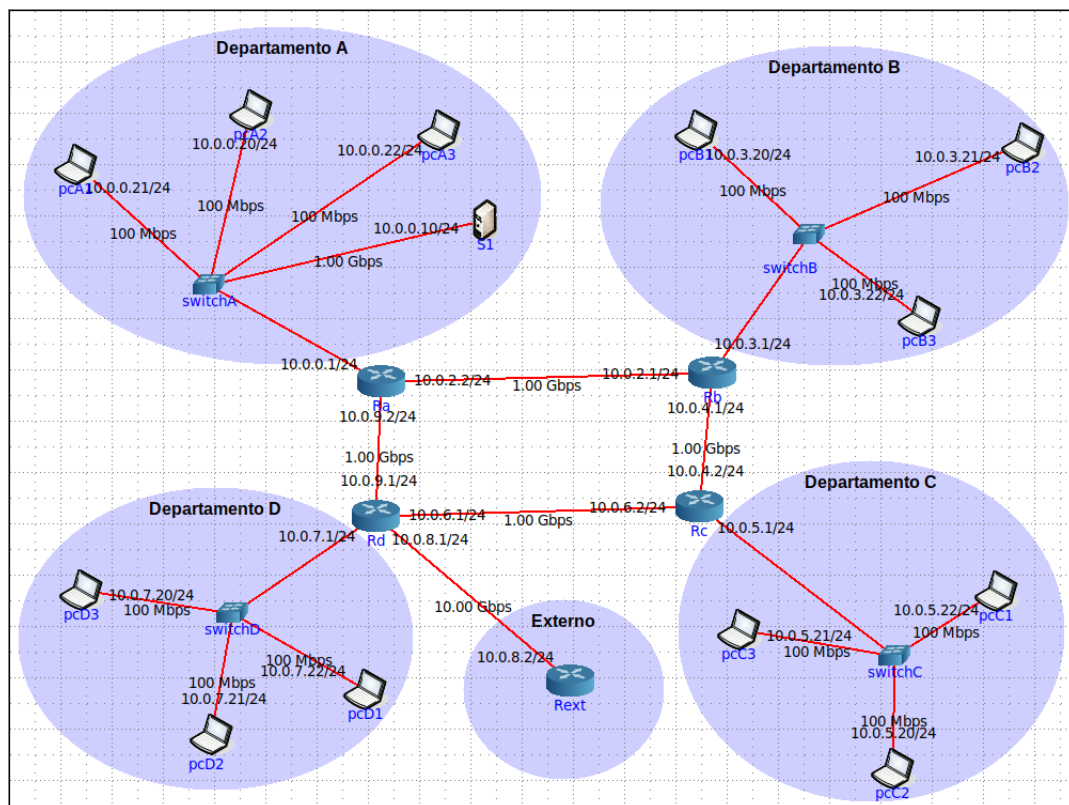 Departamento A
pcA2
10.0.0.20/24
10.0.0.22/24
pcA3
pcA1
10.0.0.21/24
100 Mbps
100 Mbps
100 Mbps
10.0.0.10/24
S1
1.00 Gbps
switchA
10.0.0.1/24
Departamento B
pcB1
10.0.3.20/24
10.0.3.21/24
pcB2
100 Mbps
100 Mbps
switchB
100 Mbps
10.0.3.22/24
pcB3
10.0.3.1/24
Ra
10.0.2.2/24
1.00 Gbps
10.0.2.1/24
Rb
10.0.9.2/24
10.0.4.1/24
1.00 Gbps
1.00 Gbps
10.0.9.1/24
10.0.4.2/24
Departamento D
Rd
10.0.6.1/24
1.00 Gbps
10.0.6.2/24
Rc
10.0.7.1/24
10.0.8.1/24
10.0.5.1/24
Departamento C
10.0.7.20/24
100 Mbps
pcD3
switchD
100 Mbps
10.0.7.22/24
100 Mbps
10.0.7.21/24
pcD1
pcD2
10.00 Gbps
Externo
10.0.8.2/24
Rext
10.0.5.22/24
pcC1
100 Mbps
10.0.5.21/24
100 Mbps
pcC3
switchC
100 Mbps
10.0.5.20/24
pcC2